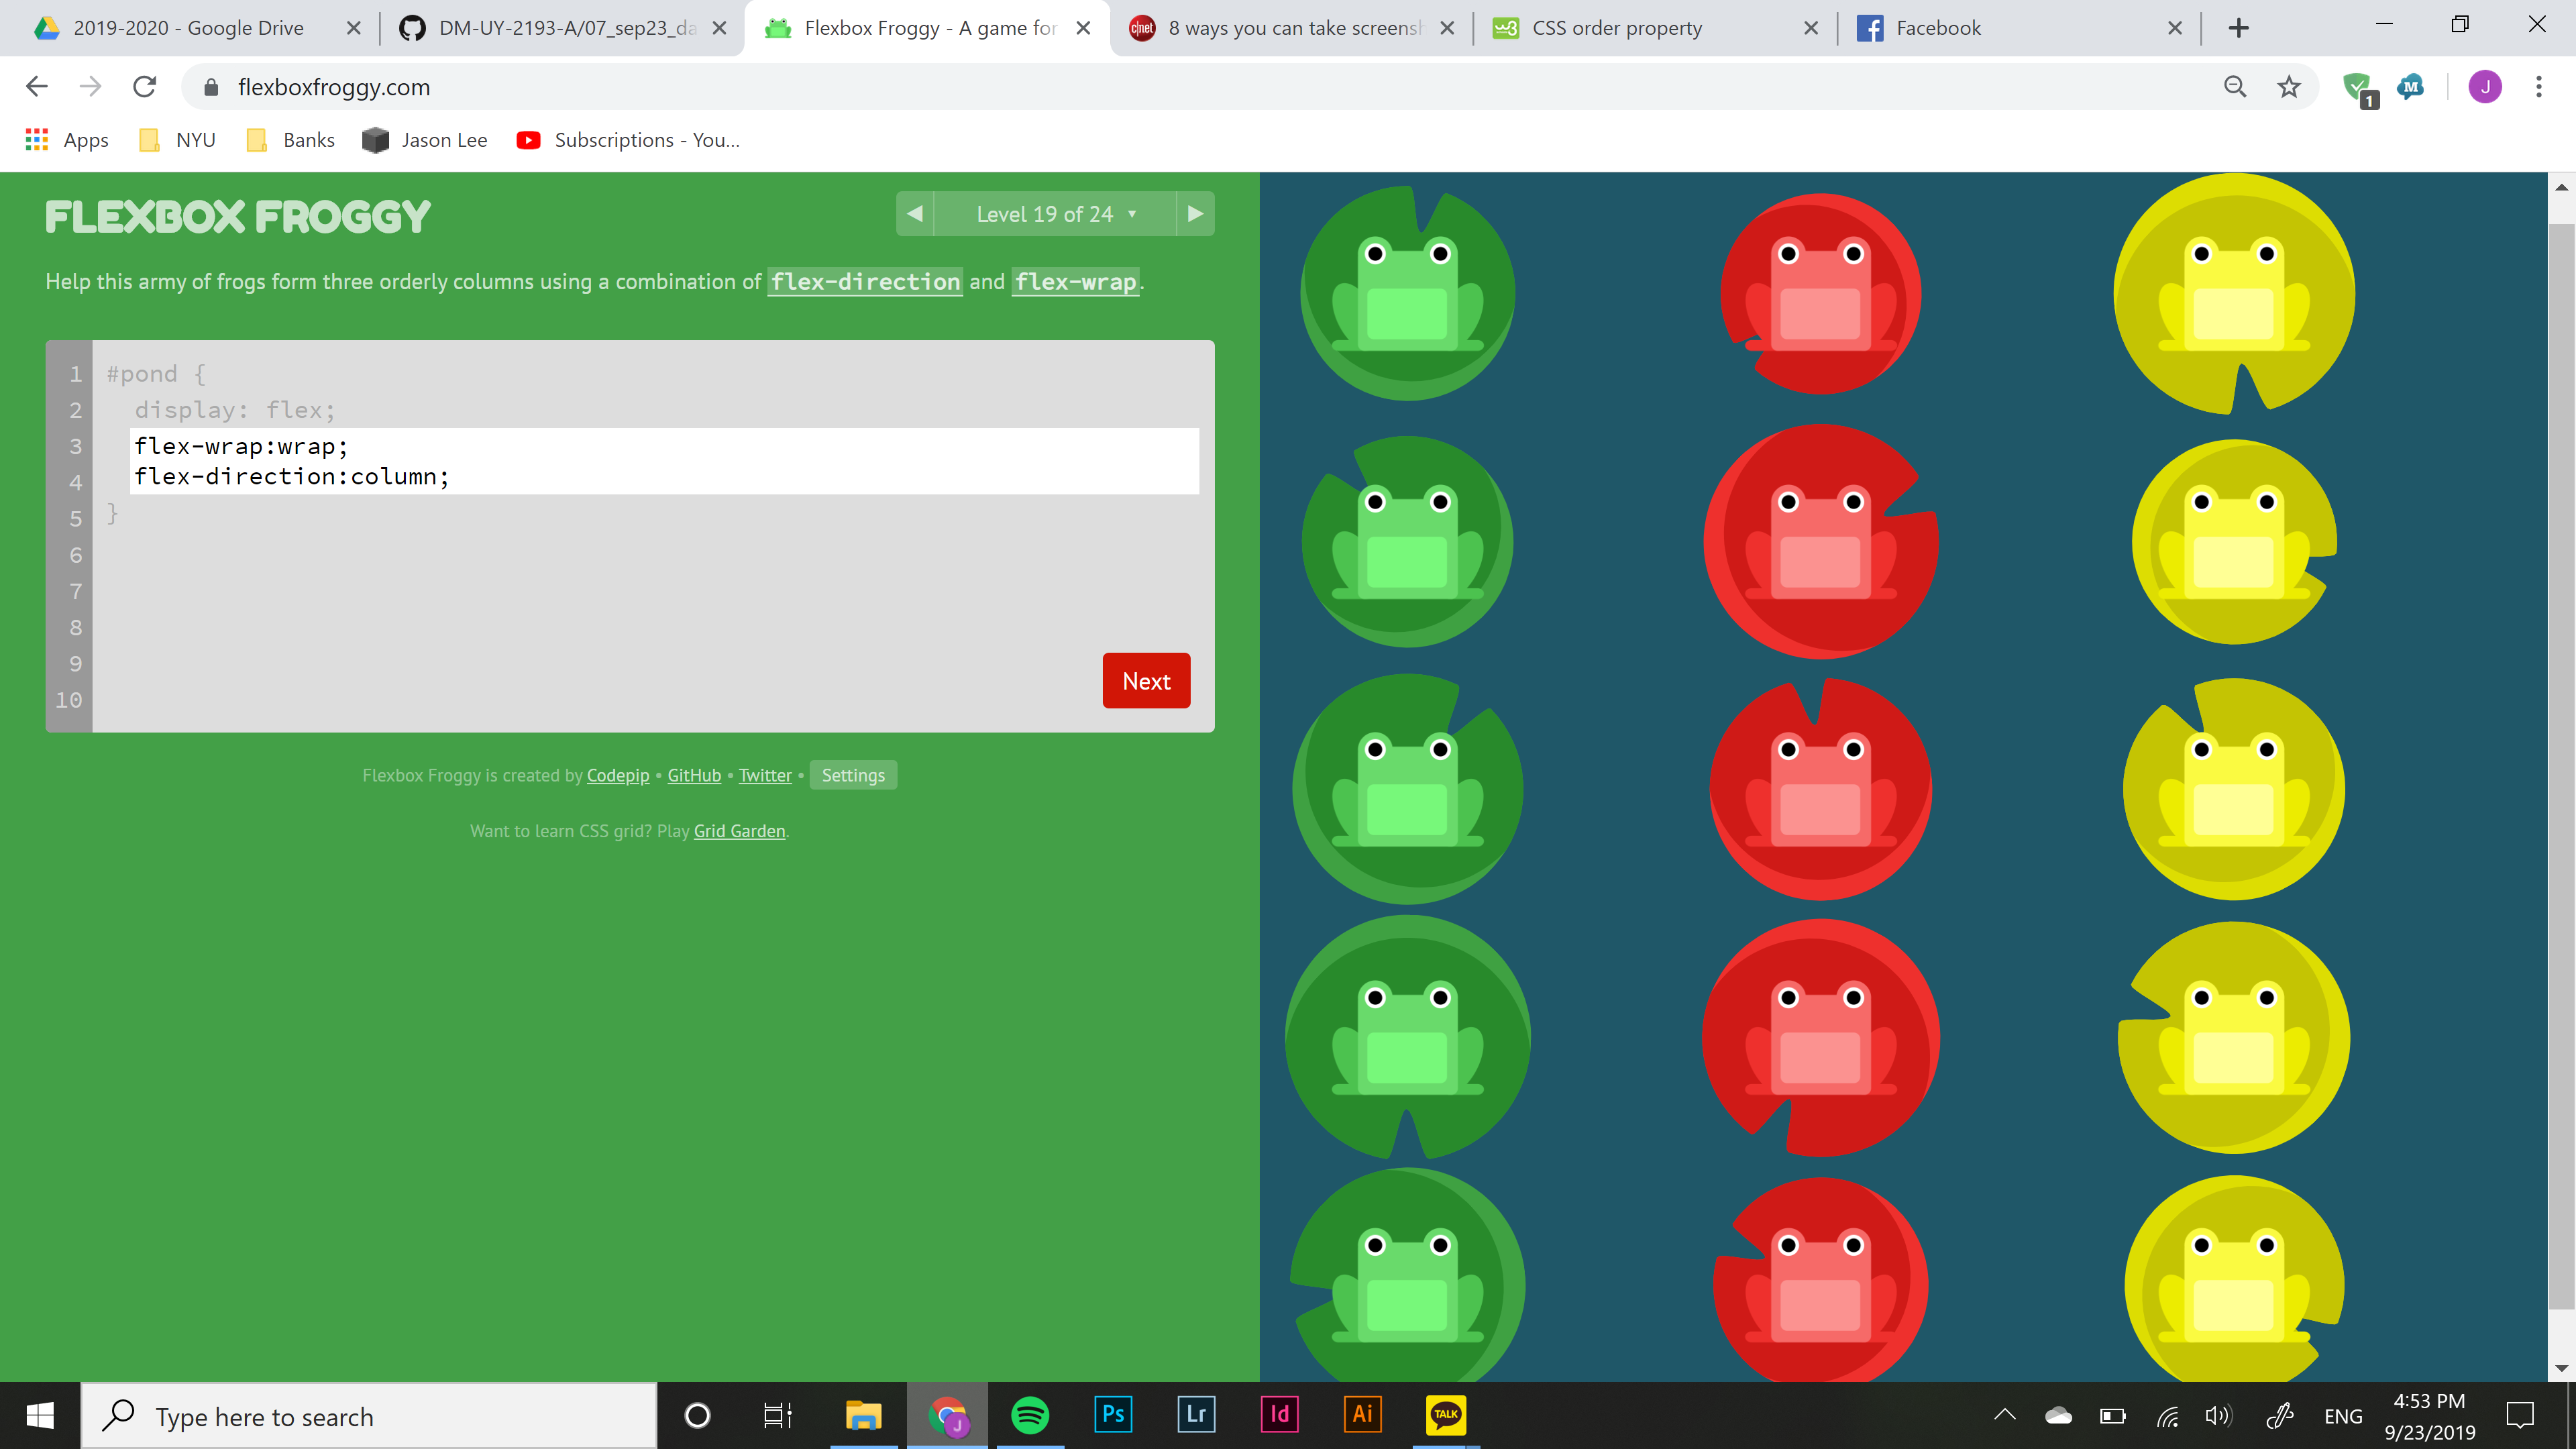 2019-2020 - Google Drive
DM-UY-2193-A/07_sep23_da
Flexbox Froggy - A game for
c|net
8 ways you can take screensh
w3
CSS order property
Facebook
flexboxfroggy.com
1
M
J
Apps
NYU
Banks
Jason Lee
Subscriptions - You...
FLEXBOX FROGGY
Level 19 of 24
Help this army of frogs form three orderly columns using a combination of flex-direction and flex-wrap.
1 #pond {
2 display: flex;
3 flex-wrap:wrap;
4 flex-direction:column;
5 }
6
7
8
9
10
Next
Flexbox Froggy is created by Codepip • GitHub • Twitter • Settings
Want to learn CSS grid? Play Grid Garden.
Type here to search
J
Ps
Lr
Id
Ai
TALK
ENG
4:53 PM
9/23/2019